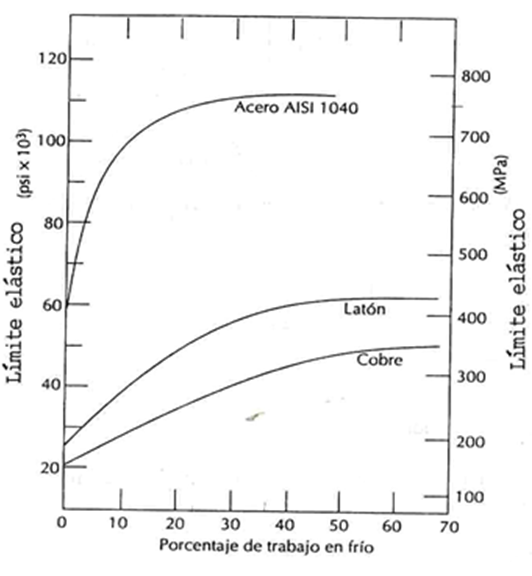 120
100
80
60
40
20
(psi x 10³)
Límite elástico
Acero AISI 1040
Latón
Cobre
800
700
600
500
400
300
200
100
(MPa)
Límite elástico
0 10 20 30 40 50 60 70
Porcentaje de trabajo en frío